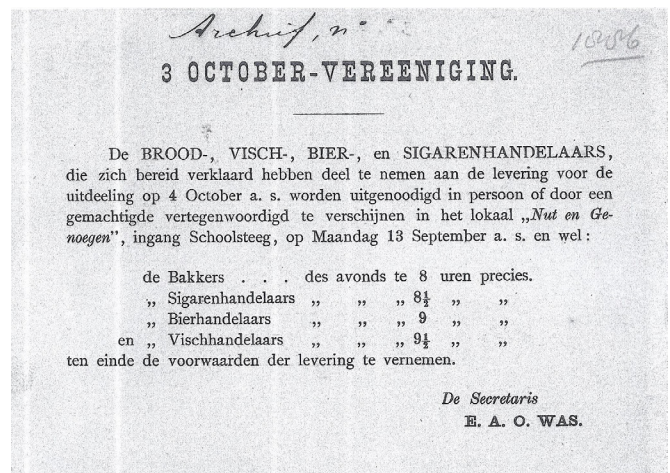 Archief, n
1886
3 OCTOBER-VEREENIGING.
De BROOD-, VISCH-, BIER-, en SIGARENHANDELAARS,
die zich bereid verklaard hebben deel te nemen aan de levering voor de
uitdeeling op 4 October a. s. worden uitgenoodigd in persoon of door een
gemachtigde vertegenwoordigd te verschijnen in het lokaal „Nut en Ge-
noegen”, ingang Schoolsteeg, op Maandag 13 September a. s. en wel:
de Bakkers . . . des avonds te 8 uren precies.
„ Sigarenhandelaars „ „ „ 8½ „ „
„ Bierhandelaars „ „ „ 9 „ „
en „ Vischhandelaars „ „ „ 9½ „ „
ten einde de voorwaarden der levering te vernemen.
De Secretaris
E. A. O. WAS.